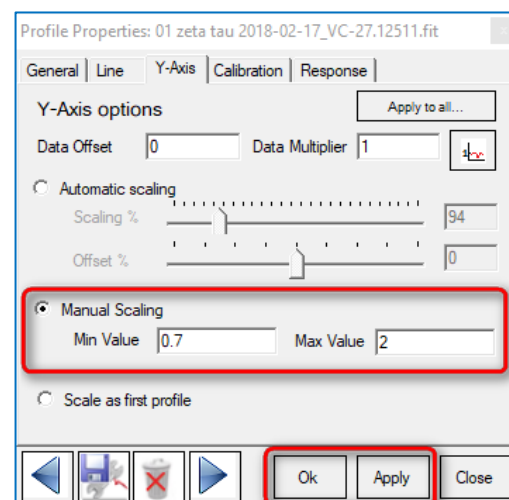 Profile Properties: 01 zeta tau 2018-02-17_VC-27.12511.fit
General Line Y-Axis Calibration Response
Y-Axis options Apply to all...
Data Offset 0 Data Multiplier 1
Automatic scaling
Scaling % 94
Offset % 0
Manual Scaling
Min Value 0.7 Max Value 2
Scale as first profile
Ok Apply Close